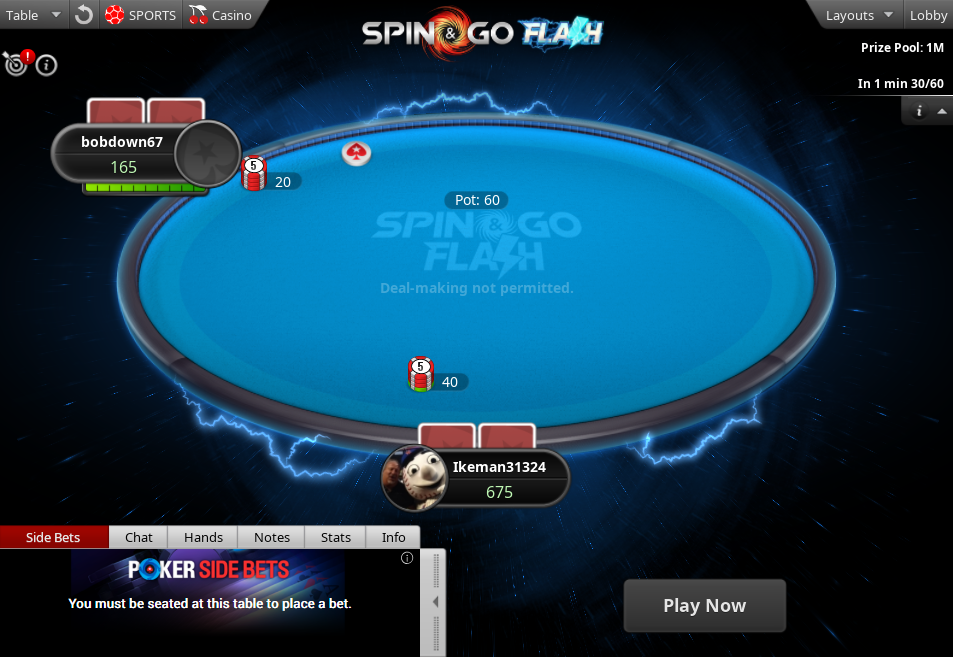 Table
SPORTS
Casino
SPIN & GO FLASH
Layouts
Lobby
Prize Pool: 1M
In 1 min 30/60
!
i
i
bobdown67
165
5
20
Pot: 60
SPIN & GO
FLASH
Deal-making not permitted.
5
40
Ikeman31324
675
Side Bets
Chat
Hands
Notes
Stats
Info
i
POKER SIDE BETS
You must be seated at this table to place a bet.
Play Now